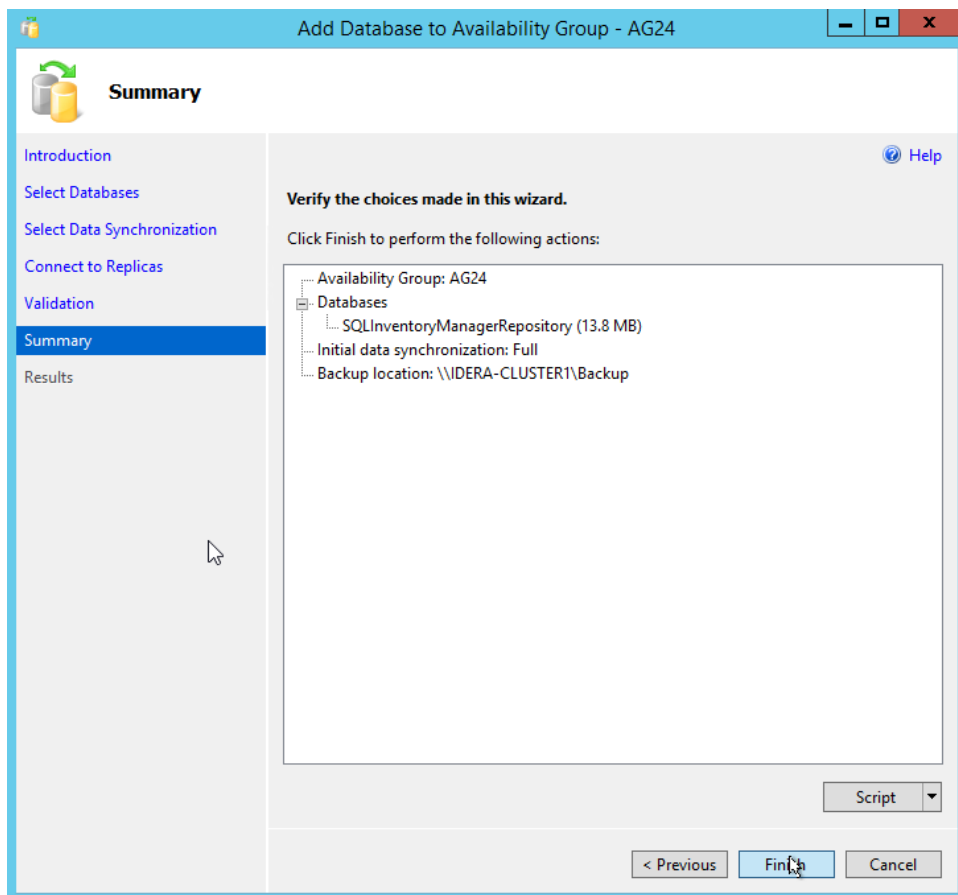 Add Database to Availability Group - AG24
Summary
Introduction
Select Databases
Select Data Synchronization
Connect to Replicas
Validation
Summary
Results
Help
Verify the choices made in this wizard.
Click Finish to perform the following actions:
Availability Group: AG24
Databases
SQLInventoryManagerRepository (13.8 MB)
Initial data synchronization: Full
Backup location: \\IDERA-CLUSTER1\Backup
Script
< Previous
Finish
Cancel